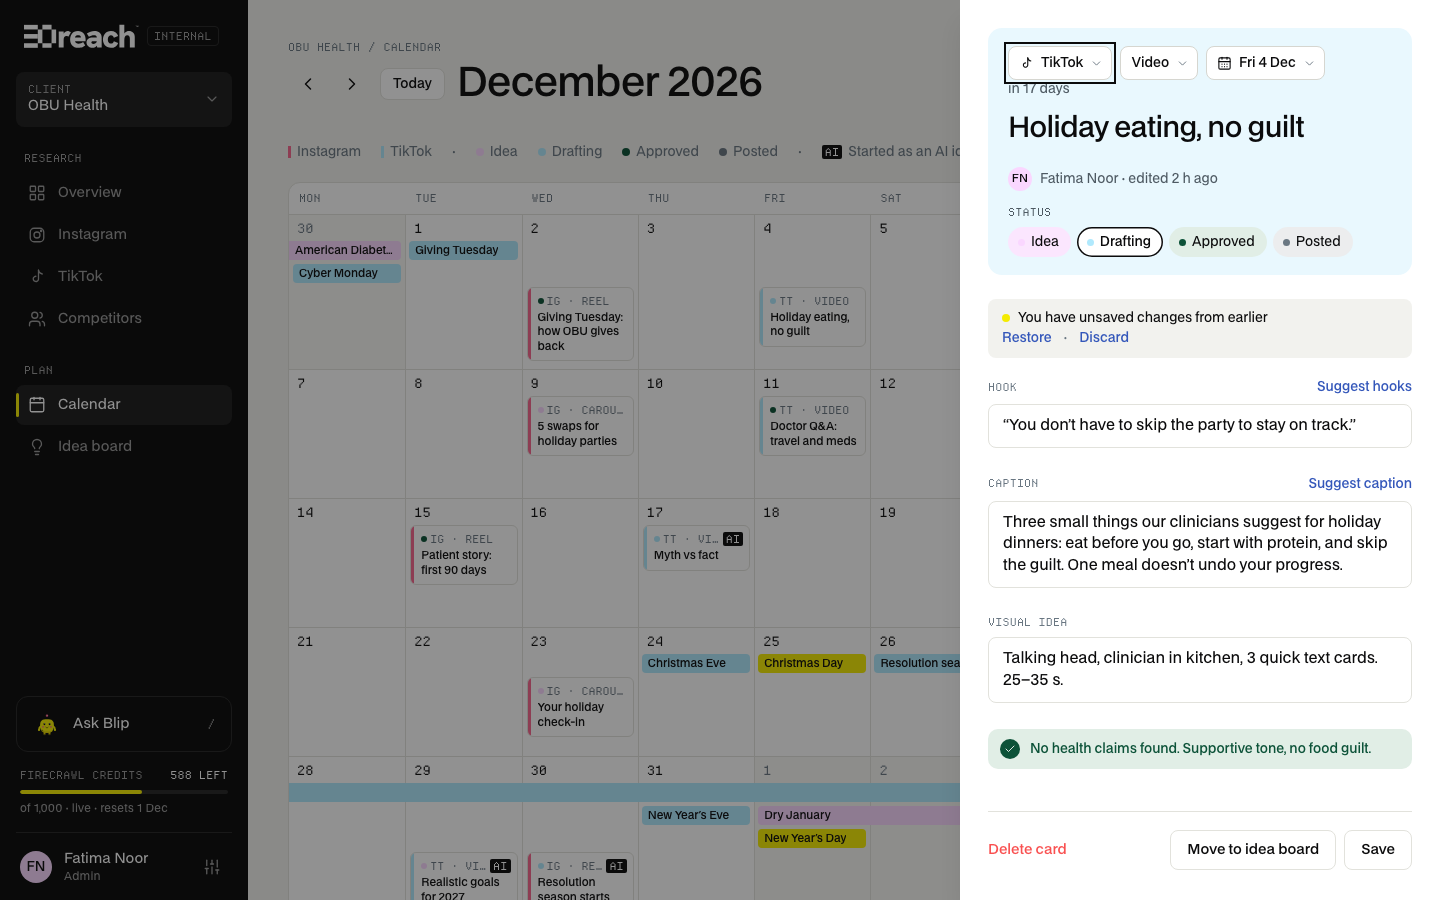 reach
INTERNAL
CLIENT
OBU Health
RESEARCH
Overview
Instagram
TikTok
Competitors
PLAN
Calendar
Idea board
Ask Blip
/
FIRECRAWL CREDITS 588 LEFT
of 1,000 · live · resets 1 Dec
FN
Fatima Noor
Admin
OBU HEALTH / CALENDAR
Today
December 2026
Instagram TikTok · Idea Drafting Approved Posted · AI Started as an AI
MON TUE WED THU FRI SAT
30 1 2 3 4 5
American Diabet...
Cyber Monday
Giving Tuesday
IG · REEL
Giving Tuesday:
how OBU gives
back
TT · VIDEO
Holiday eating,
no guilt
7 8 9 10 11 12
IG · CAROU...
5 swaps for
holiday parties
TT · VIDEO
Doctor Q&A:
travel and meds
14 15 16 17 18 19
IG · REEL
Patient story:
first 90 days
TT · VI... AI
Myth vs fact
21 22 23 24 25 26
Christmas Eve
Christmas Day
Resolution sea
IG · CAROU...
Your holiday
check-in
28 29 30 31 1 2
New Year's Eve
Dry January
New Year's Day
TT · VI... AI
Realistic goals
for 2027
IG · RE... AI
Resolution
season starts
TikTok
Video
Fri 4 Dec
in 17 days
Holiday eating, no guilt
FN
Fatima Noor · edited 2 h ago
STATUS
Idea
Drafting
Approved
Posted
You have unsaved changes from earlier
Restore · Discard
HOOK
Suggest hooks
“You don’t have to skip the party to stay on track.”
CAPTION
Suggest caption
Three small things our clinicians suggest for holiday
dinners: eat before you go, start with protein, and skip
the guilt. One meal doesn’t undo your progress.
VISUAL IDEA
Talking head, clinician in kitchen, 3 quick text cards.
25–35 s.
No health claims found. Supportive tone, no food guilt.
Delete card
Move to idea board
Save